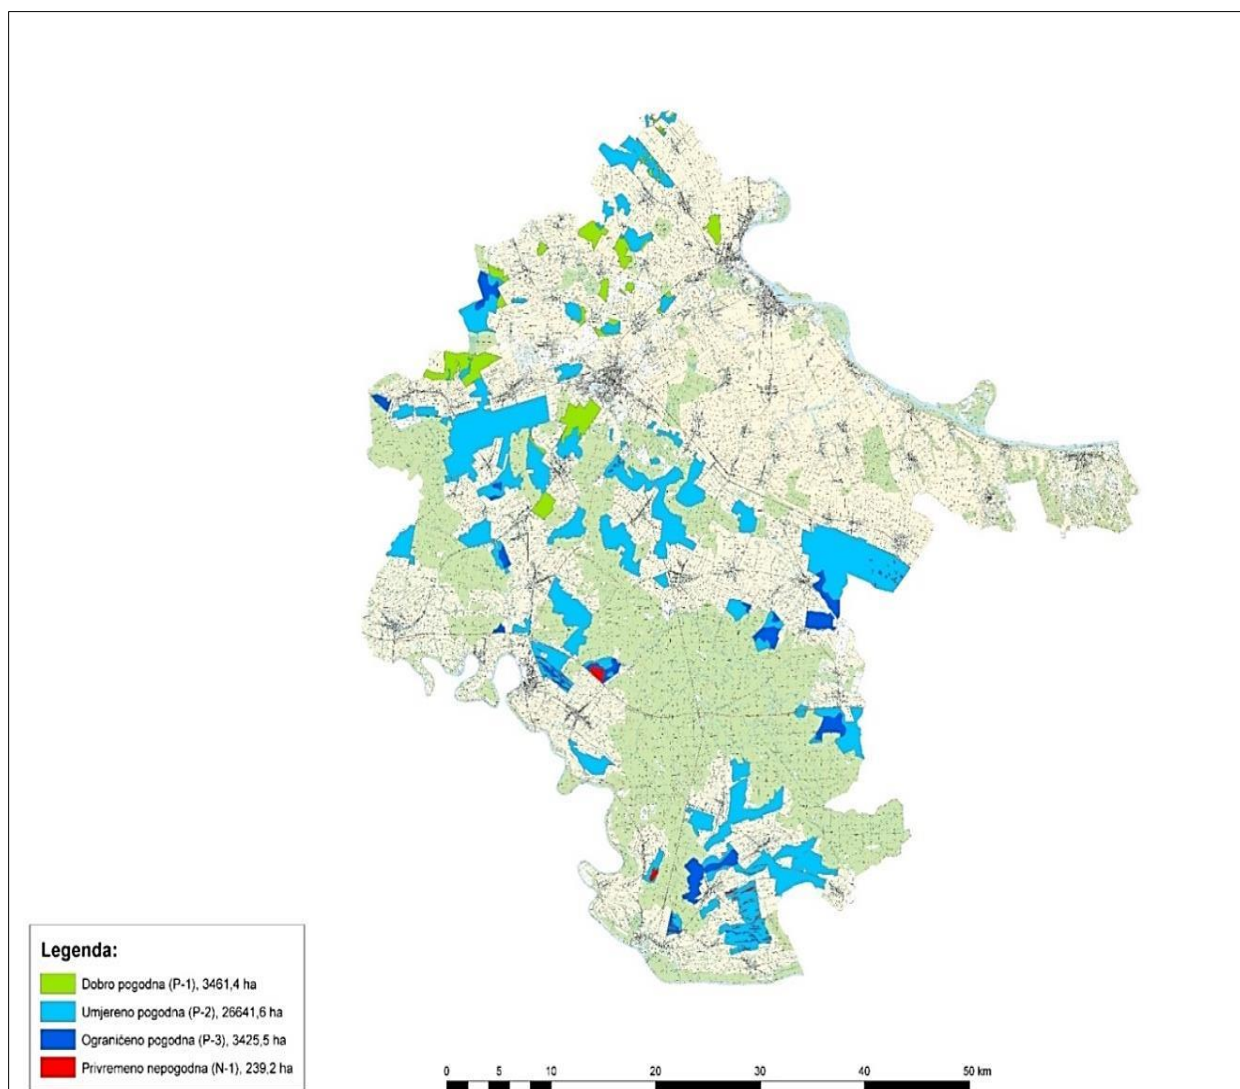 Legenda:
Dobro pogodna (P-1), 3461,4 ha
Umjereno pogodna (P-2), 26641,6 ha
Ograničeno pogodna (P-3), 3425,5 ha
Privremeno nepogodna (N-1), 239,2 ha
0 5 10 20 30 40 50 km